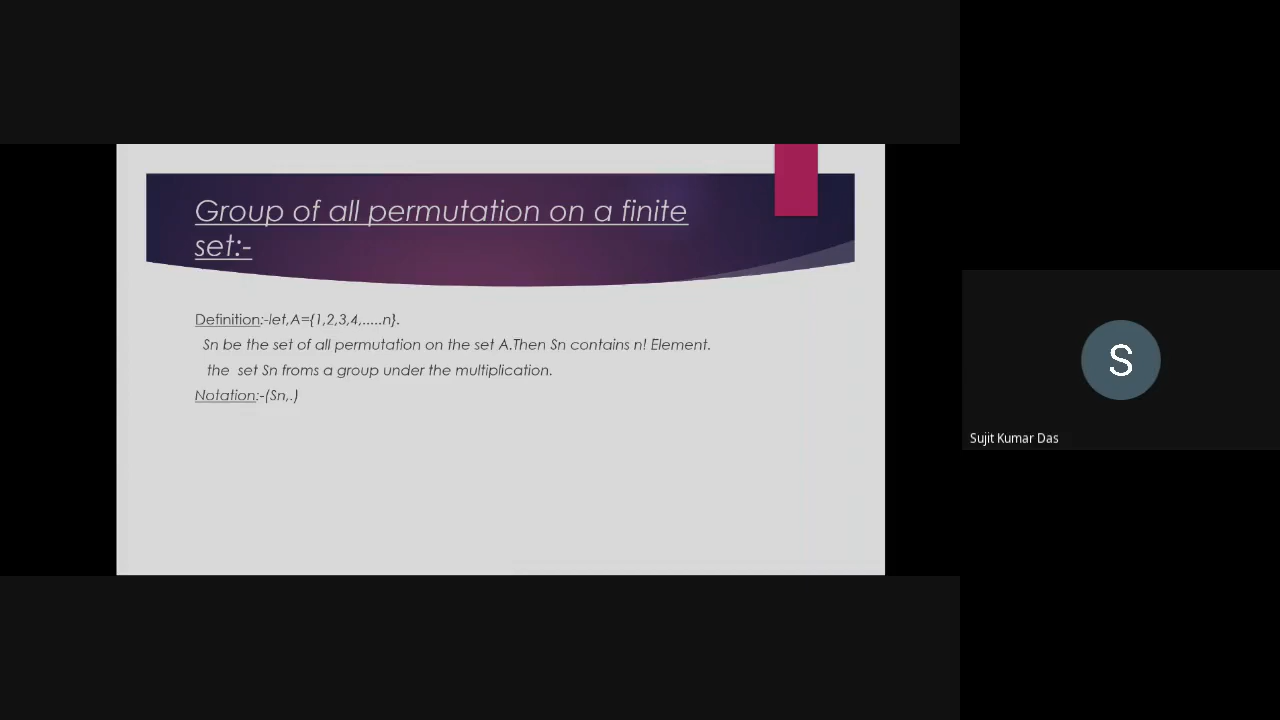 Group of all permutation on a finite
set:-
Definition:-let,A={1,2,3,4,.....n}.
Sn be the set of all permutation on the set A.Then Sn contains n! Element.
the set Sn froms a group under the multiplication.
Notation:-(Sn,.)
S
Sujit Kumar Das